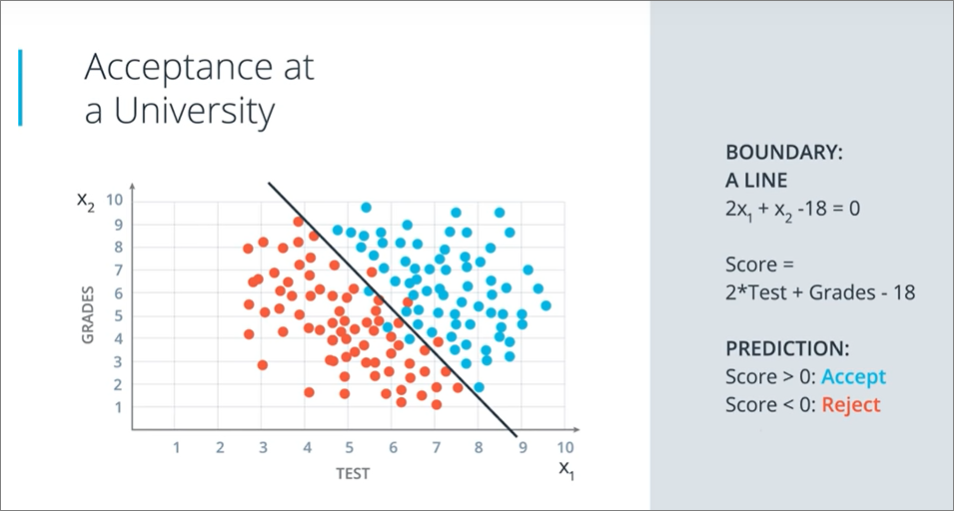 Acceptance at
a University
X₂
10
9
8
7
6
5
4
3
2
1
GRADES
1 2 3 4 5 6 7 8 9 10
TEST
X₁
BOUNDARY:
A LINE
2x₁ + x₂ -18 = 0
Score =
2*Test + Grades - 18
PREDICTION:
Score > 0: Accept
Score < 0: Reject